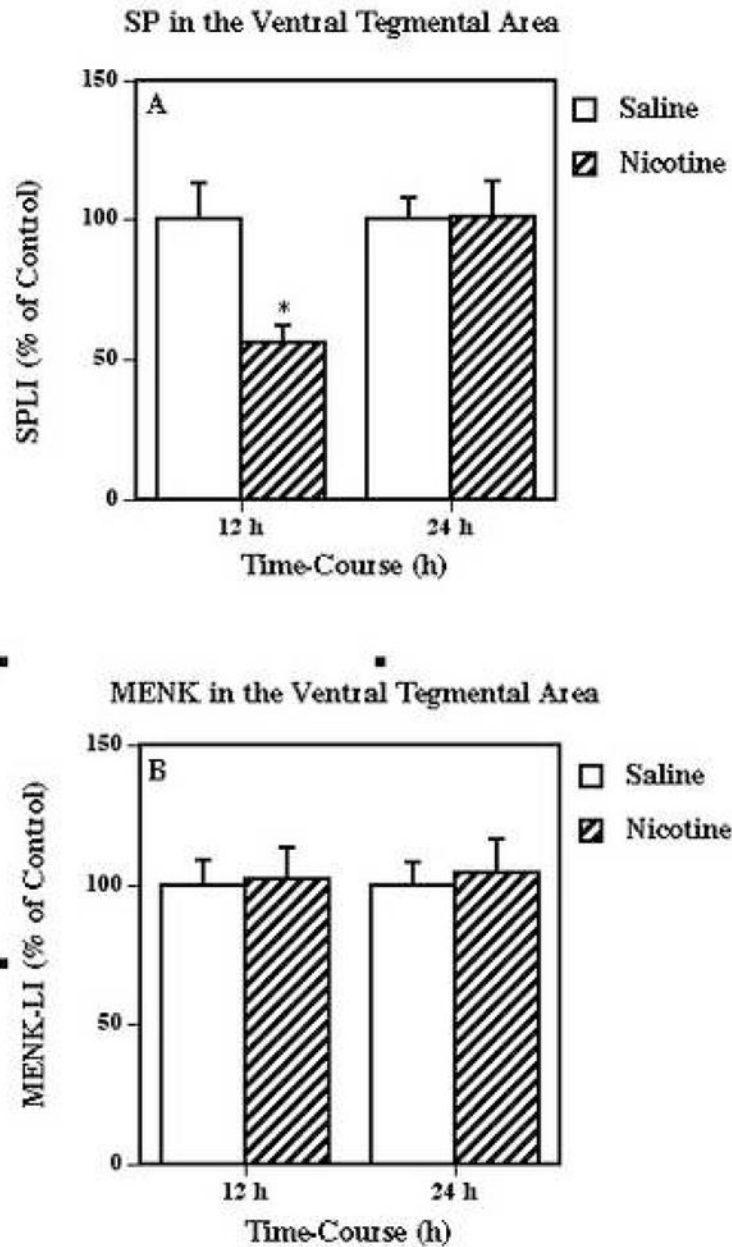 SP in the Ventral Tegmental Area
150
A
Saline
Nicotine
100
*
50
0
SPLI (% of Control)
12 h
24 h
Time-Course (h)
MENK in the Ventral Tegmental Area
150
B
Saline
Nicotine
100
50
0
MENK-LI (% of Control)
12 h
24 h
Time-Course (h)